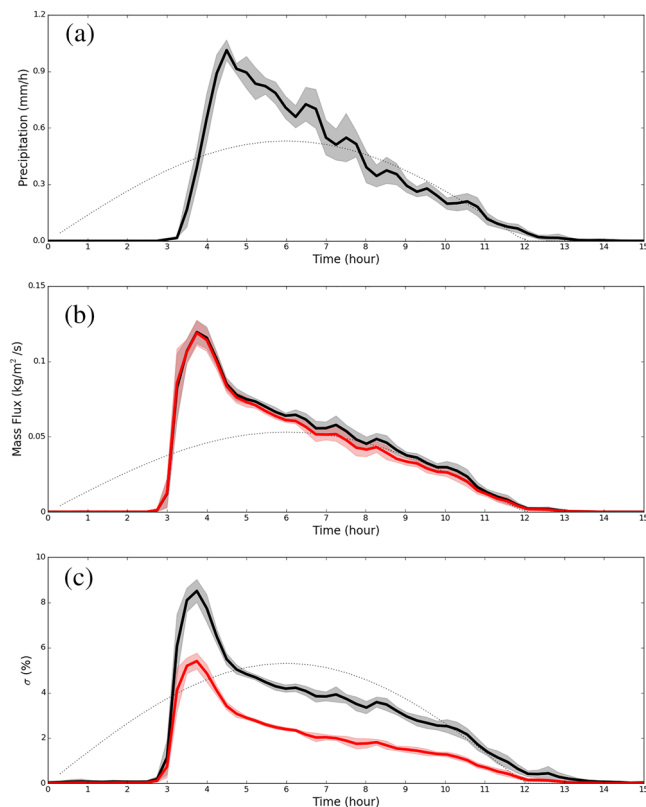 (a)
Precipitation (mm/h)
1.2
0.9
0.6
0.3
0.0
0 1 2 3 4 5 6 7 8 9 10 11 12 13 14 15
Time (hour)
(b)
Mass Flux (kg/m² /s)
0.15
0.1
0.05
0
0 1 2 3 4 5 6 7 8 9 10 11 12 13 14 15
Time (hour)
(c)
σ (%)
10
8
6
4
2
0
0 1 2 3 4 5 6 7 8 9 10 11 12 13 14 15
Time (hour)